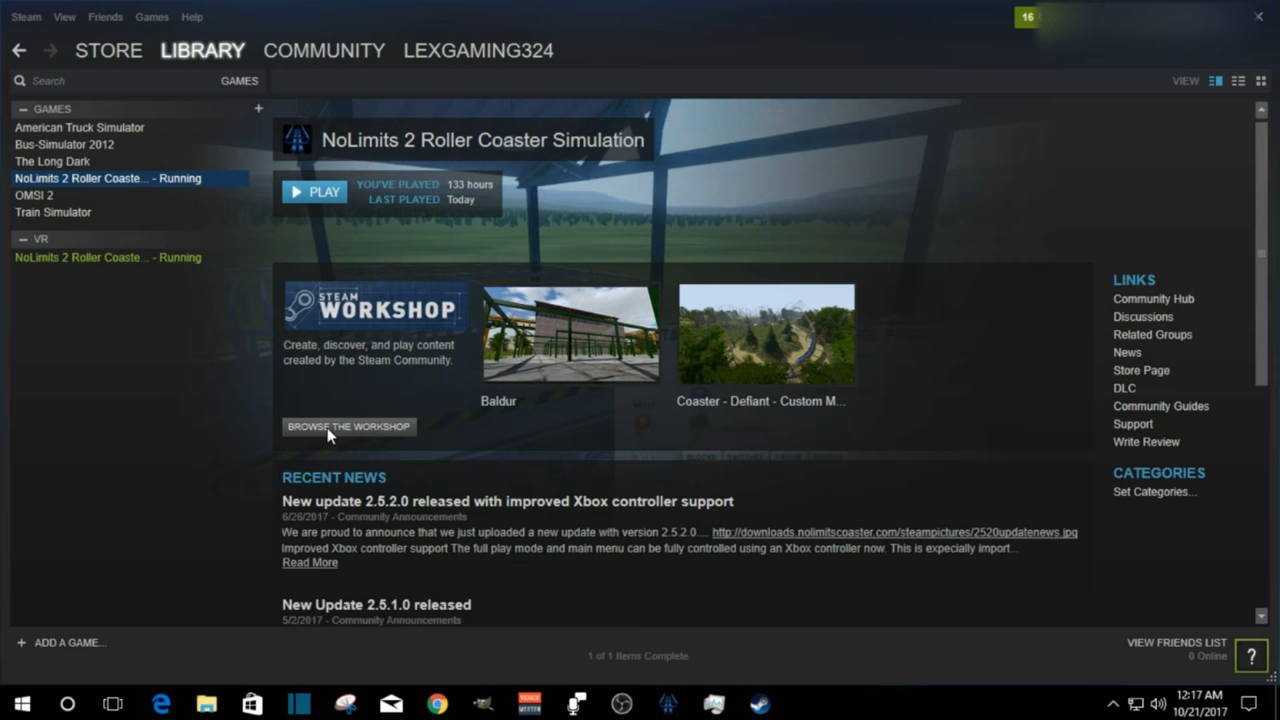 Steam View Friends Games Help
16
STORE LIBRARY COMMUNITY LEXGAMING324
Search GAMES
VIEW
— GAMES +
American Truck Simulator
Bus-Simulator 2012
The Long Dark
NoLimits 2 Roller Coaste... - Running
OMSI 2
Train Simulator
— VR
NoLimits 2 Roller Coaste... - Running
NoLimits 2 Roller Coaster Simulation
PLAY
YOU'VE PLAYED 133 hours
LAST PLAYED Today
STEAM
WORKSHOP
Create, discover, and play content
created by the Steam Community.
Baldur
Coaster - Defiant - Custom M...
BROWSE THE WORKSHOP
BLOCKS
RECENT NEWS
New update 2.5.2.0 released with improved Xbox controller support
6/26/2017 - Community Announcements
We are proud to announce that we just uploaded a new update with version 2.5.2.0.... http://downloads.nolimitscoaster.com/steampictures/2520updatenews.jpg
Improved Xbox controller support The full play mode and main menu can be fully controlled using an Xbox controller now. This is expecially import...
Read More
New Update 2.5.1.0 released
5/2/2017 - Community Announcements
LINKS
Community Hub
Discussions
Related Groups
News
Store Page
DLC
Community Guides
Support
Write Review
CATEGORIES
Set Categories...
+ ADD A GAME...
1 of 1 Items Complete
VIEW FRIENDS LIST
0 Online
?
12:17 AM
10/21/2017